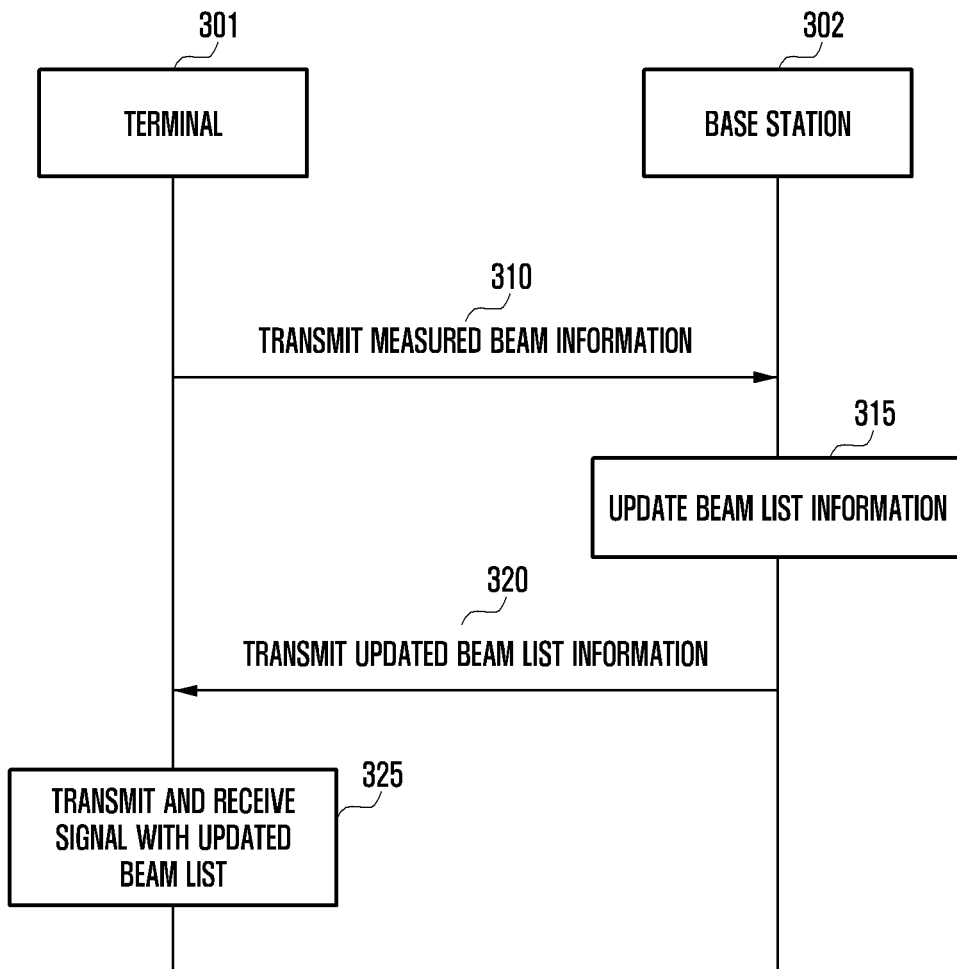 301
302
TERMINAL
BASE STATION
310
TRANSMIT MEASURED BEAM INFORMATION
315
UPDATE BEAM LIST INFORMATION
320
TRANSMIT UPDATED BEAM LIST INFORMATION
325
TRANSMIT AND RECEIVE
SIGNAL WITH UPDATED
BEAM LIST